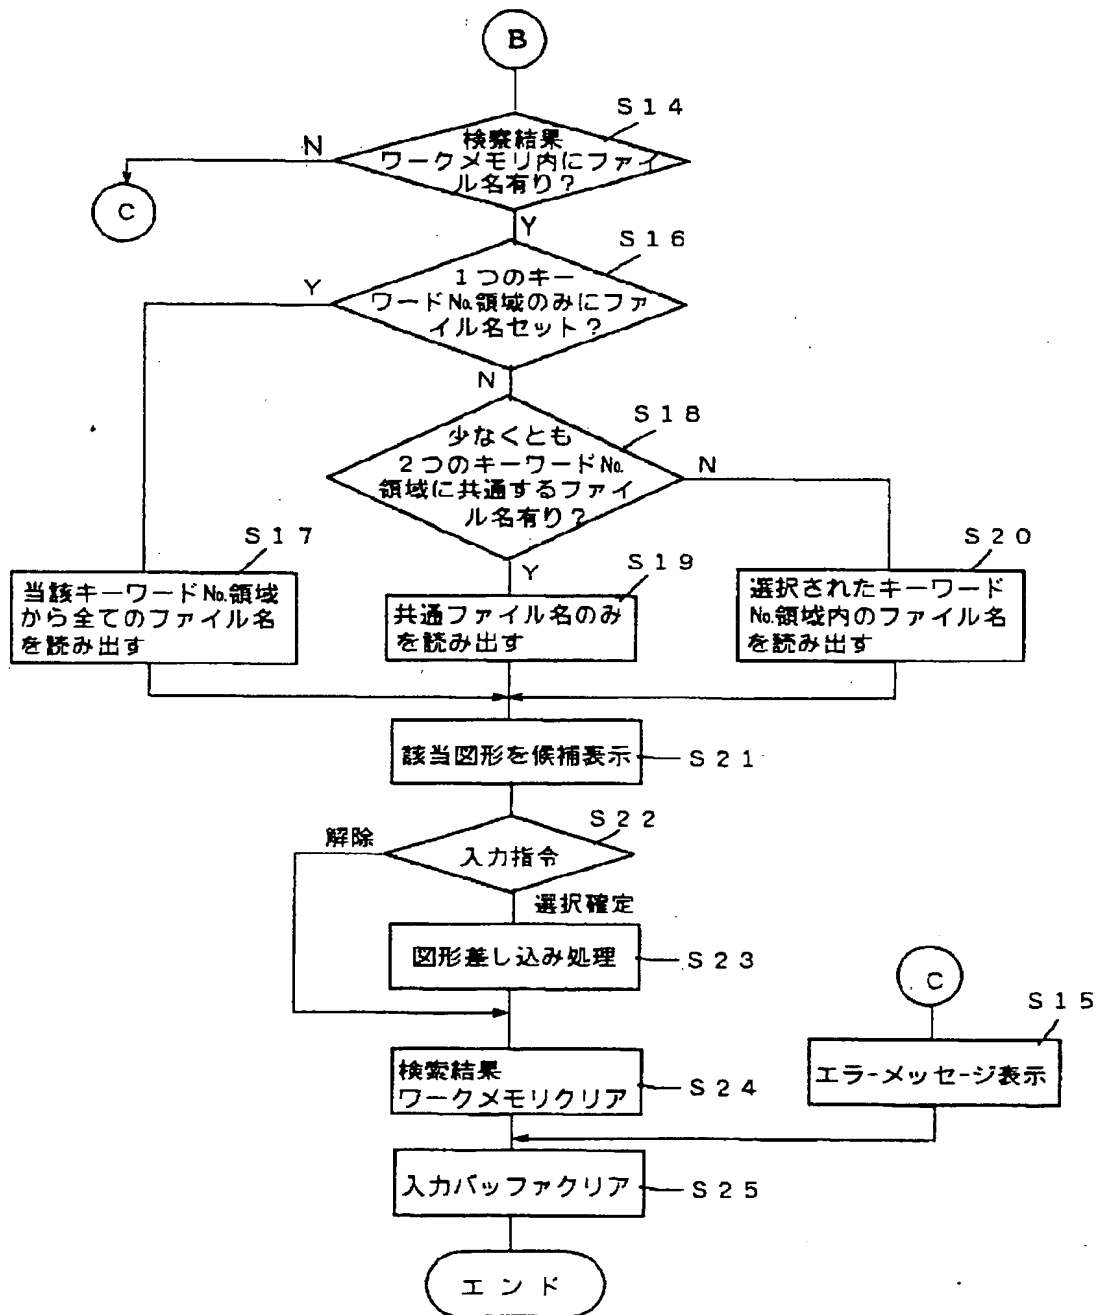 B
S14
検察結果
ワークメモリ内にファイ
ル名有り？
N
C
Y
S16
1つのキー
ワードNo.領域のみにファ
イル名セット？
Y
N
S18
少なくとも
2つのキーワードNo.
領域に共通するファイ
ル名有り？
N
Y
S17
当該キーワードNo.領域
から全てのファイル名
を読み出す
S19
共通ファイル名のみ
を読み出す
S20
選択されたキーワード
No.領域内のファイル名
を読み出す
該当図形を候補表示
S21
S22
解除
入力指令
選択確定
図形差し込み処理
S23
C
S15
エラーメッセージ表示
検索結果
ワークメモリクリア
S24
入力バッファクリア
S25
エンド